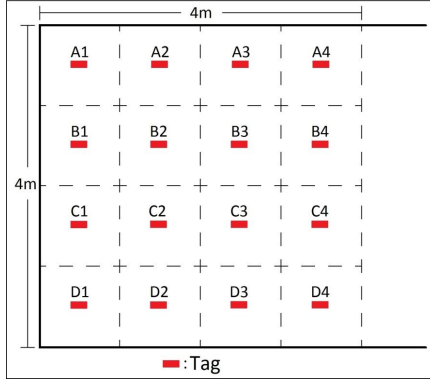 4m
A1 A2 A3 A4
B1 B2 B3 B4
4m
C1 C2 C3 C4
D1 D2 D3 D4
: Tag